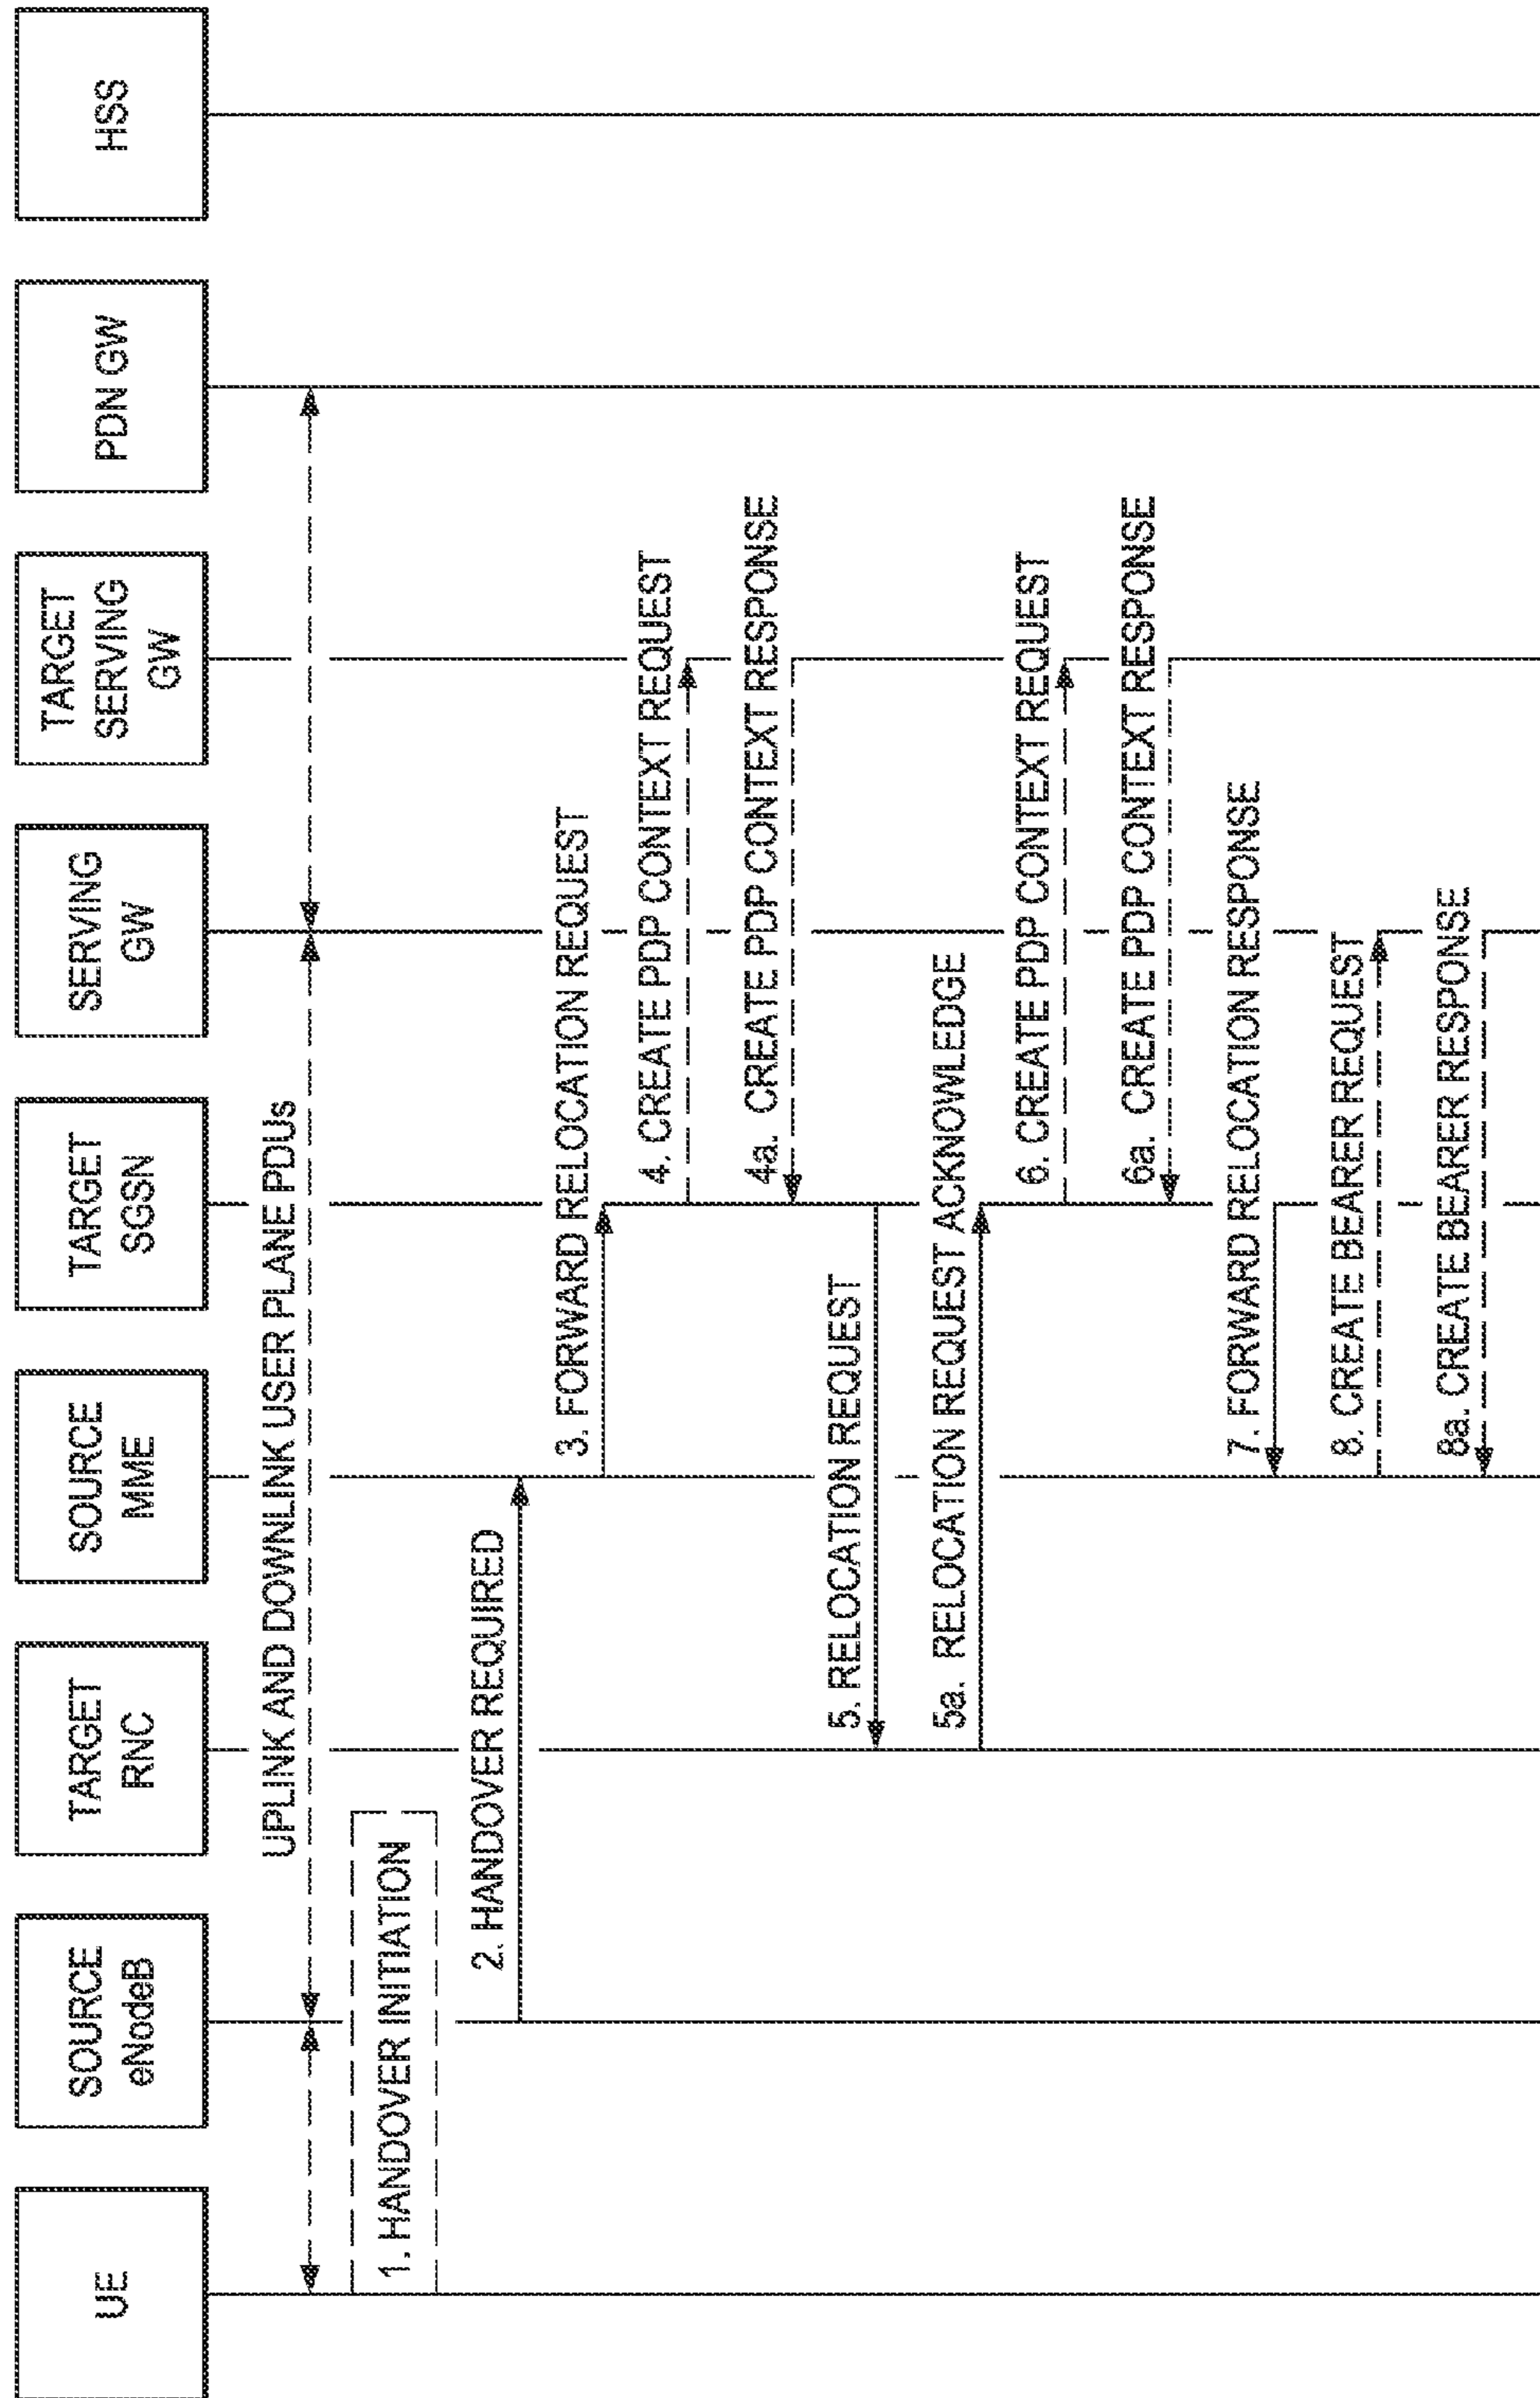 UE
SOURCE
eNodeB
TARGET
RNC
SOURCE
MME
TARGET
SGSN
SERVING
GW
TARGET
SERVING
GW
PDN GW
HSS
UPLINK AND DOWNLINK USER PLANE PDUs
1. HANDOVER INITIATION
2. HANDOVER REQUIRED
3. FORWARD RELOCATION REQUEST
4. CREATE PDP CONTEXT REQUEST
4a. CREATE PDP CONTEXT RESPONSE
5. RELOCATION REQUEST
5a. RELOCATION REQUEST ACKNOWLEDGE
6. CREATE PDP CONTEXT REQUEST
6a. CREATE PDP CONTEXT RESPONSE
7. FORWARD RELOCATION RESPONSE
8. CREATE BEARER REQUEST
8a. CREATE BEARER RESPONSE